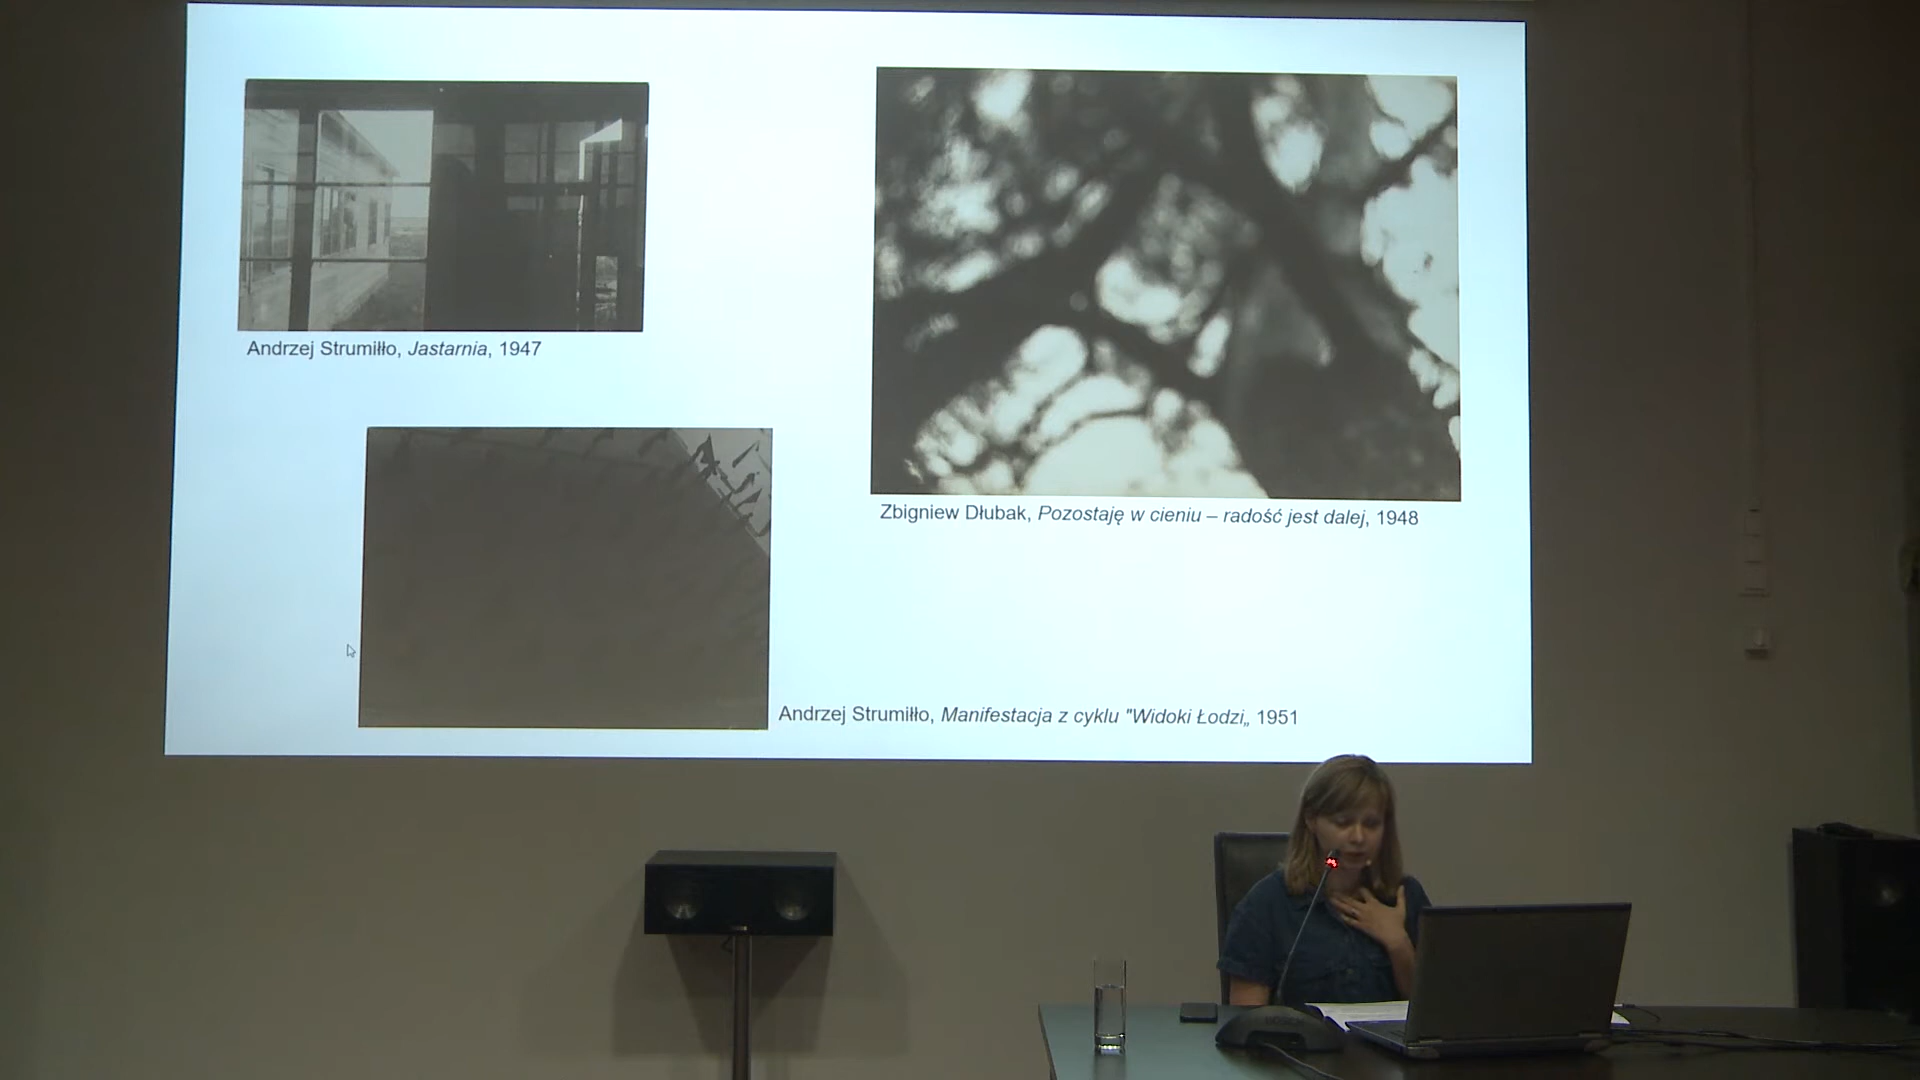 Andrzej Strumiłło, Jastarnia, 1947
Zbigniew Dłubak, Pozostaję w cieniu – radość jest dalej, 1948
Andrzej Strumiłło, Manifestacja z cyklu "Widoki Łodzi„ 1951